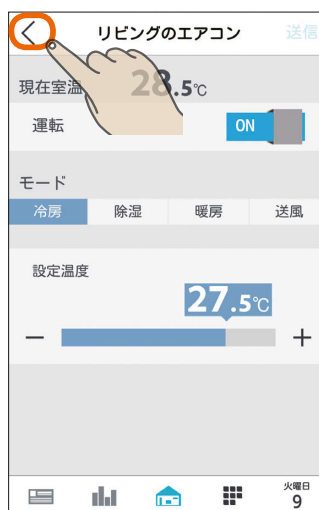 リビングのエアコン 送信
現在室温 28.5℃
運転 ON
モード
冷房 除湿 暖房 送風
設定温度
27.5℃
− +
火曜日
9